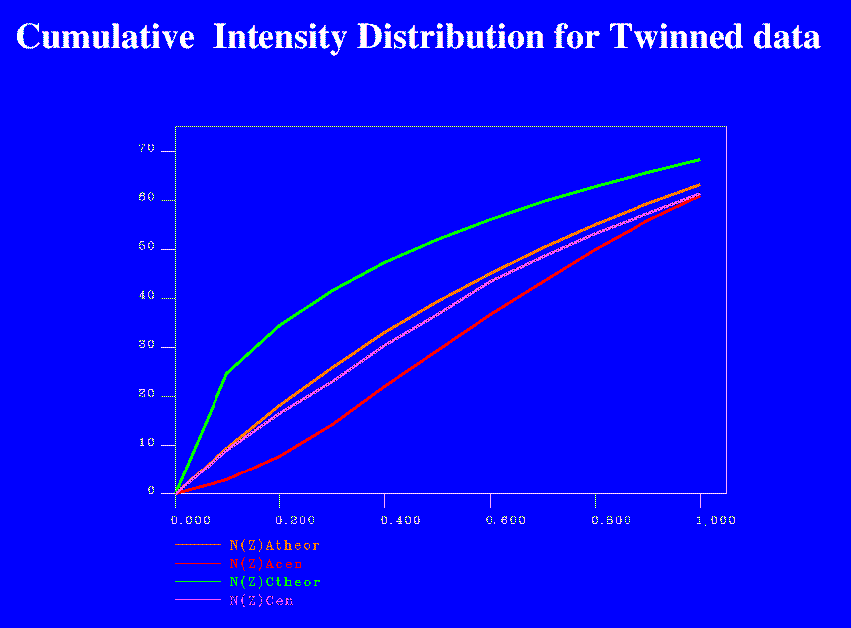 Cumulative Intensity Distribution for Twinned data
70
60
50
40
30
20
10
0
0.000 0.200 0.400 0.600 0.800 1.000
N(Z)Atheor
N(Z)Acen
N(Z)Ctheor
N(Z)Cen